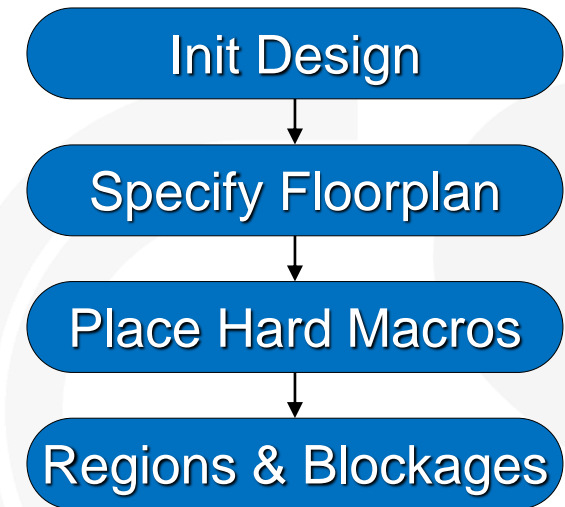 Init Design
Specify Floorplan
Place Hard Macros
Regions & Blockages